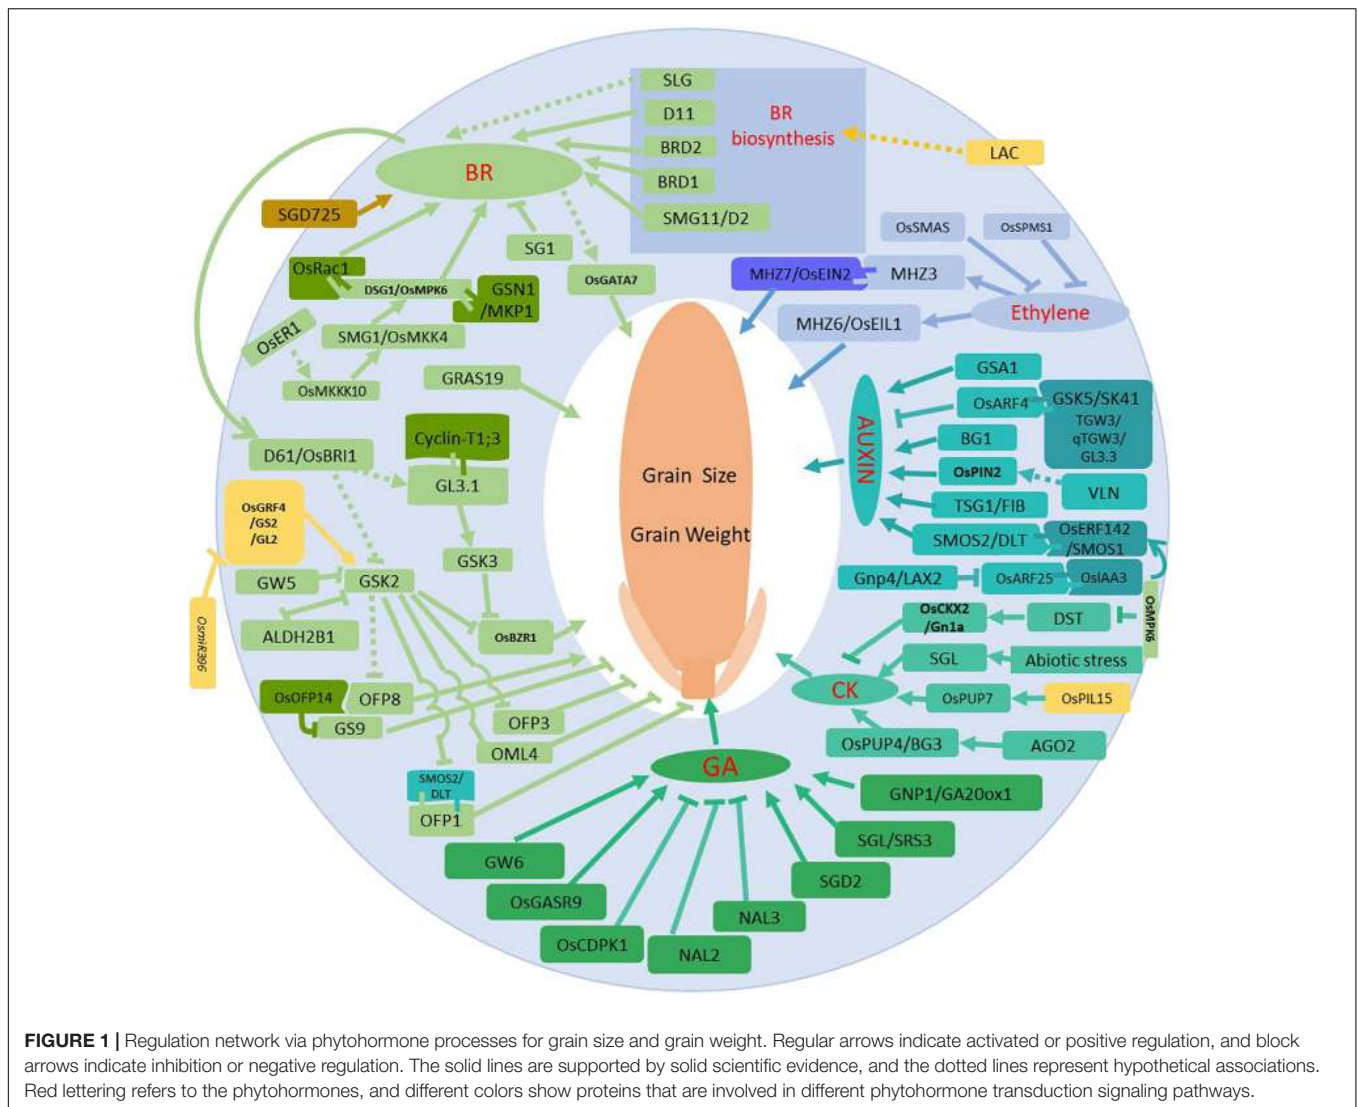 SLG
D11
BRD2
BRD1
SMG11/D2
BR
biosynthesis
LAC
BR
SGD725
SG1
OsRac1
DSG1/OsMPK6
GSN1
/MKP1
OsGATA7
OsER1
SMG1/OsMKK4
OsMKKK10
GRAS19
OsSMAS
OsSPMS1
MHZ7/OsEIN2
MHZ3
Ethylene
MHZ6/OsEIL1
GSA1
OsARF4
GSK5/SK41
TGW3/
qTGW3/
GL3.3
AUXIN
BG1
OsPIN2
VLN
TSG1/FIB
SMOS2/DLT
OsERF142
/SMOS1
Gnp4/LAX2
OsARF25
OsIAA3
OsMPK6
Cyclin-T1;3
D61/OsBRI1
GL3.1
OsGRF4
/GS2
/GL2
GSK3
GW5
GSK2
OsmiR396
ALDH2B1
OsBZR1
OsOFP14
OFP8
GS9
OFP3
OML4
SMOS2/
DLT
OFP1
Grain Size
Grain Weight
OsCKX2
/Gn1a
DST
SGL
Abiotic stress
CK
OsPUP7
OsPIL15
OsPUP4/BG3
AGO2
GA
GNP1/GA20ox1
SGL/SRS3
SGD2
NAL3
NAL2
OsCDPK1
OsGASR9
GW6
FIGURE 1 | Regulation network via phytohormone processes for grain size and grain weight. Regular arrows indicate activated or positive regulation, and block
arrows indicate inhibition or negative regulation. The solid lines are supported by solid scientific evidence, and the dotted lines represent hypothetical associations.
Red lettering refers to the phytohormones, and different colors show proteins that are involved in different phytohormone transduction signaling pathways.